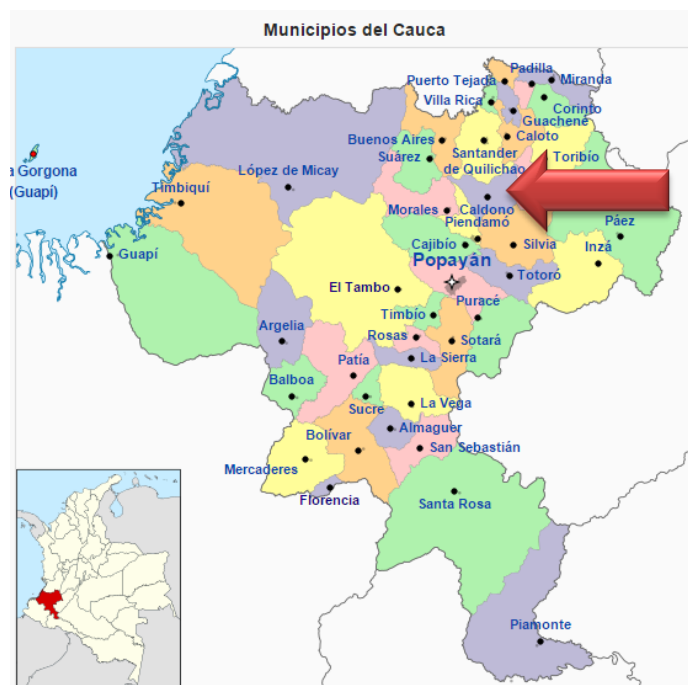 Municipios del Cauca
Padilla
Puerto Tejada
Miranda
Villa Rica
Corinto
Guachené
Buenos Aires
Caloto
Suárez
Santander
de Quilichao
Toribío
a Gorgona
(Guapí)
López de Micay
Timbiquí
Morales
Caldono
Piendamó
Páez
Cajibío
Silvia
Inzá
Guapí
Popayán
Totoró
El Tambo
Puracé
Timbío
Argelia
Rosas
Sotará
Patía
La Sierra
Balboa
Sucre
La Vega
Almaguer
Bolívar
San Sebastián
Mercaderes
Florencia
Santa Rosa
Piamonte